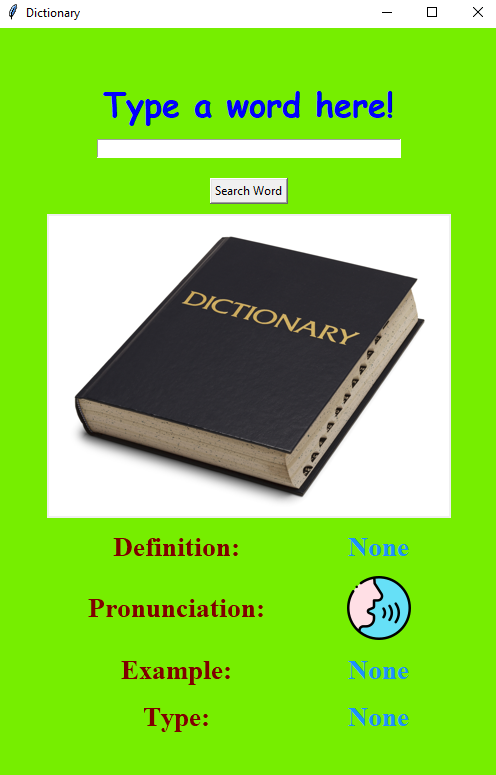 Dictionary
Type a word here!
Search Word
DICTIONARY
Definition: None
Pronunciation:
Example: None
Type: None